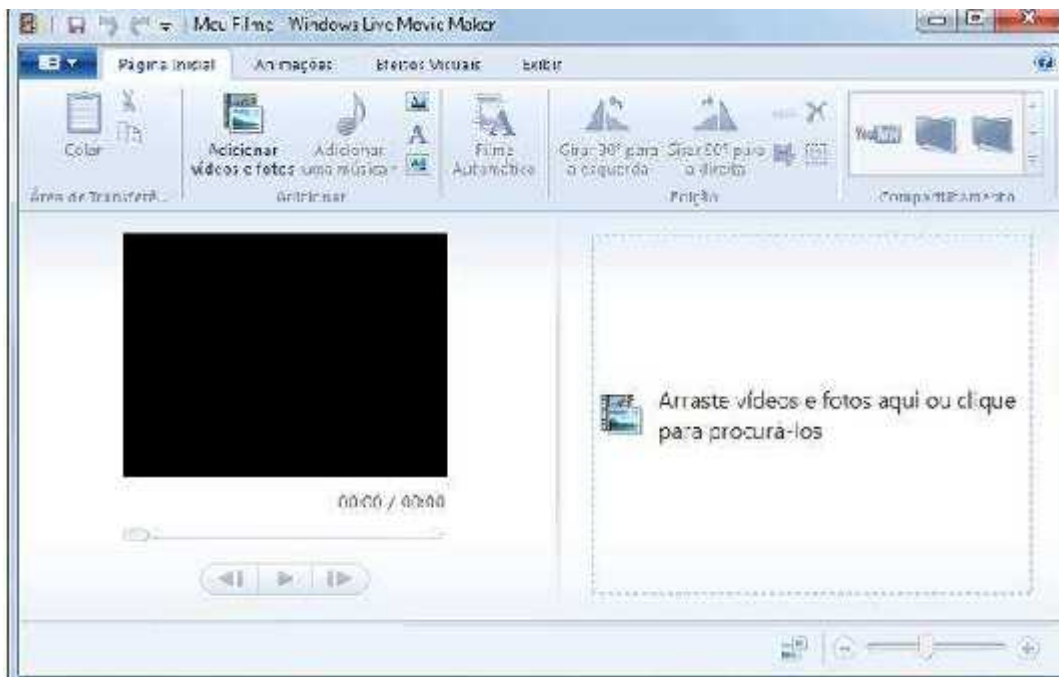 Meu Filme - Windows Live Movie Maker
Página Inicial Animações Efeitos Visuais Exibir
Colar
Adicionar vídeos e fotos
Adicionar uma música
Filme Automático
Girar 90° para a esquerda
Girar 90° para a direita
YouTube
Área de Transferê...
Adicionar
Edição
Compartilhamento
Arraste vídeos e fotos aqui ou clique
para procurá-los
00:00 / 00:00